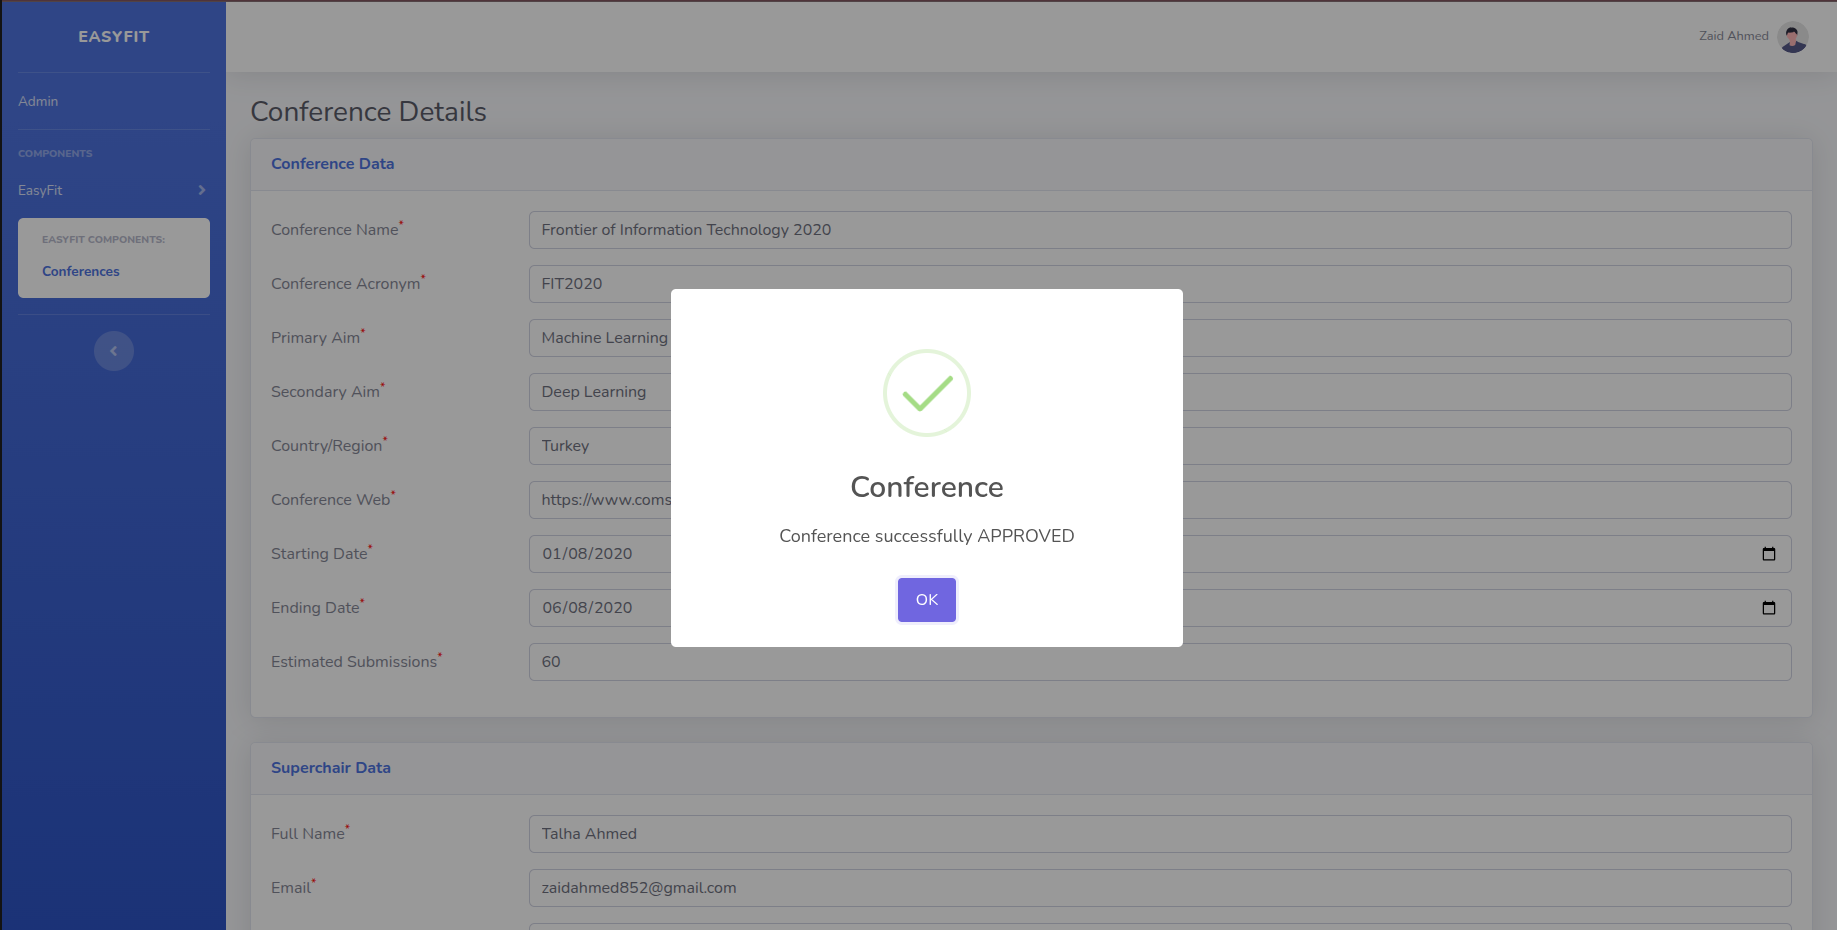 EASYFIT
Zaid Ahmed
Admin
COMPONENTS
EasyFit
EASYFIT COMPONENTS:
Conferences
Conference Details
Conference Data
Conference Name*
Frontier of Information Technology 2020
Conference Acronym*
FIT2020
Primary Aim*
Machine Learning
Secondary Aim*
Deep Learning
Country/Region*
Turkey
Conference Web*
https://www.coms
Starting Date*
01/08/2020
Ending Date*
06/08/2020
Estimated Submissions*
60
Conference
Conference successfully APPROVED
OK
Superchair Data
Full Name*
Talha Ahmed
Email*
zaidahmed852@gmail.com